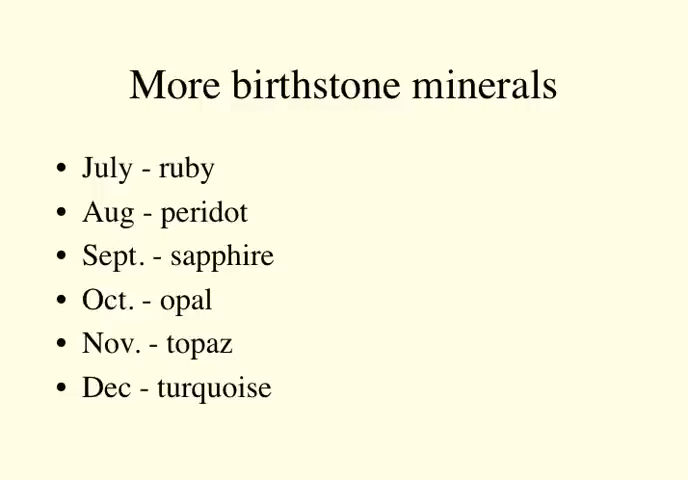 More birthstone minerals
• July - ruby
• Aug - peridot
• Sept. - sapphire
• Oct. - opal
• Nov. - topaz
• Dec - turquoise